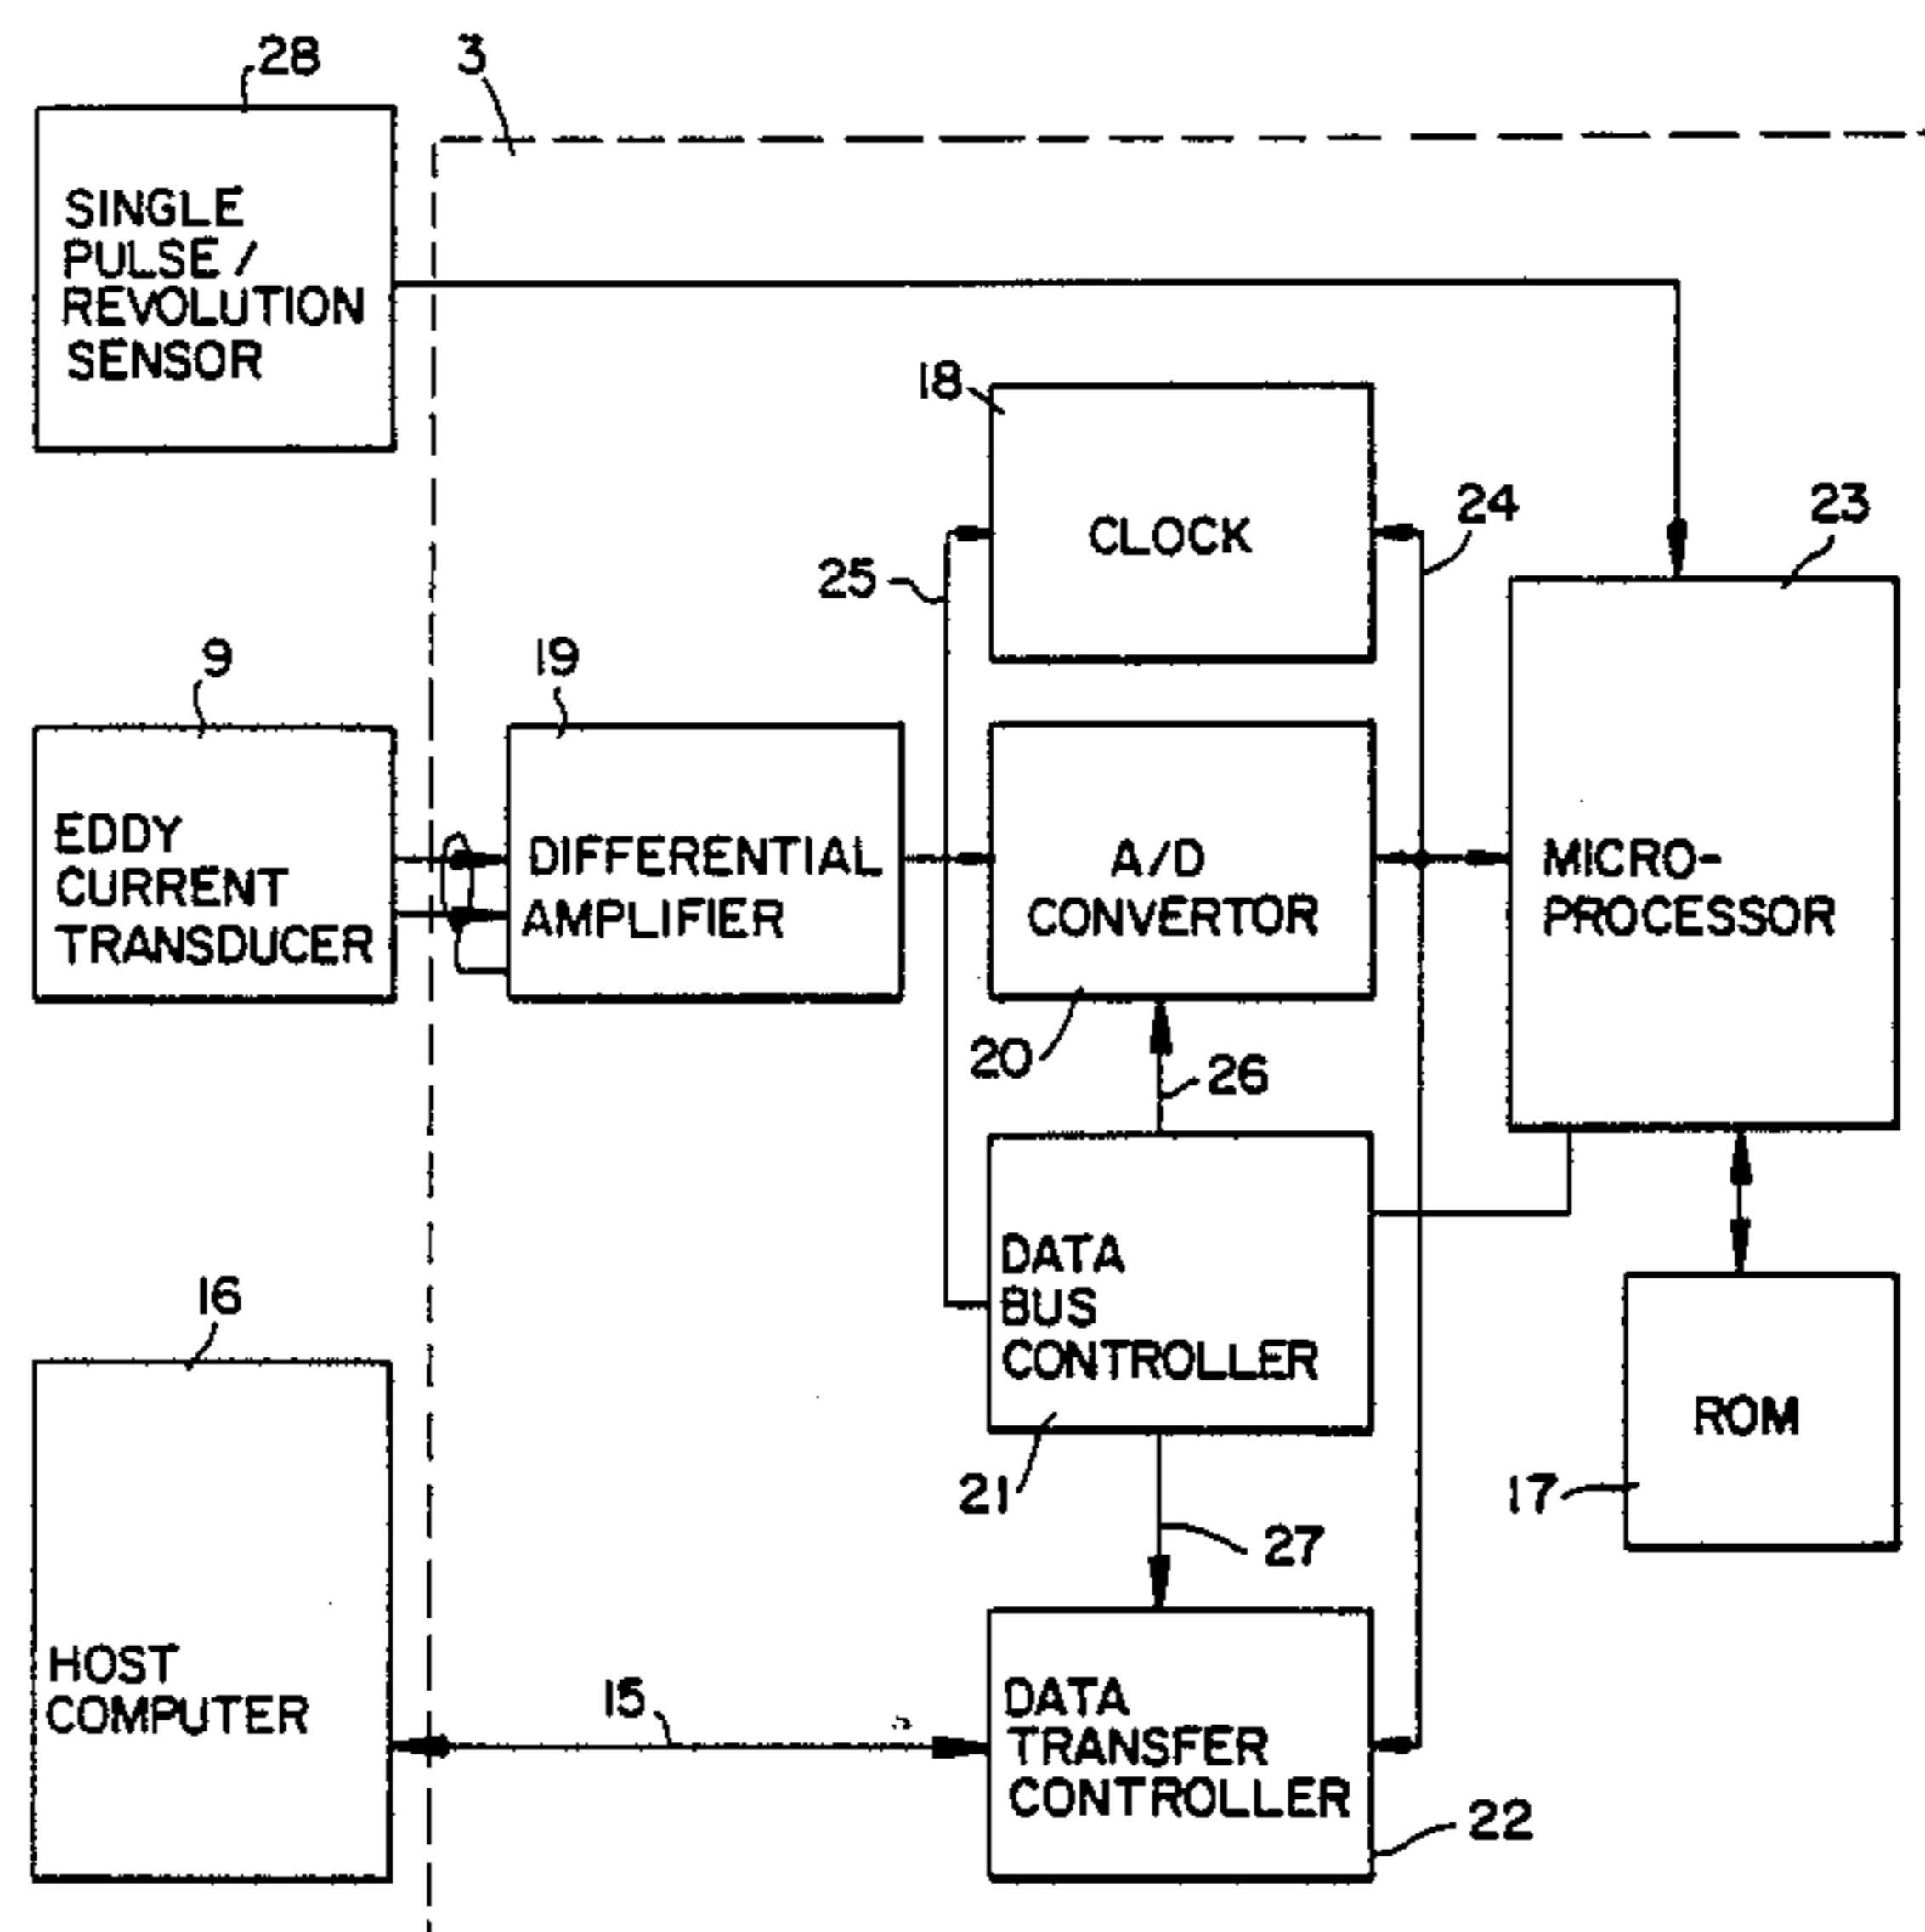 28
3
SINGLE
PULSE /
REVOLUTION
SENSOR
18
CLOCK
24
23
25
9
19
EDDY
CURRENT
TRANSDUCER
DIFFERENTIAL
AMPLIFIER
A/D
CONVERTOR
MICRO-
PROCESSOR
20
26
16
DATA
BUS
CONTROLLER
ROM
21
17
27
HOST
COMPUTER
15
DATA
TRANSFER
CONTROLLER
22